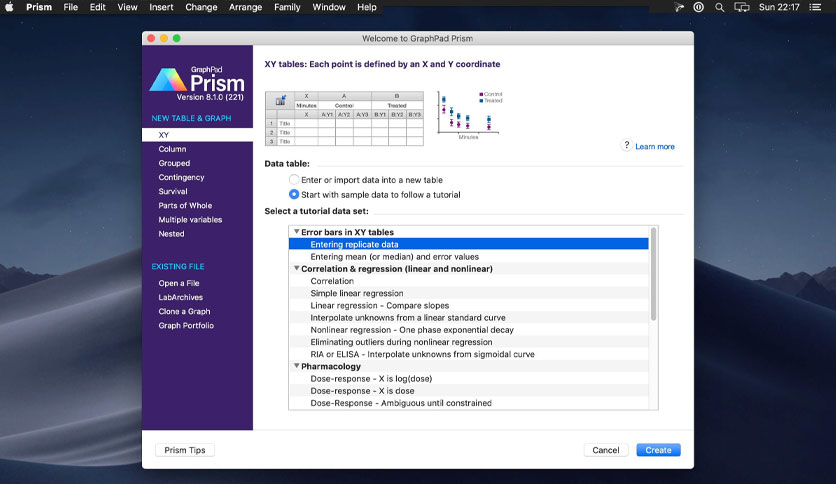 Prism File Edit View Insert Change Arrange Family Window Help Sun 22:17
Welcome to GraphPad Prism
GraphPad
Prism
Version 8.1.0 (221)
NEW TABLE & GRAPH
XY
Column
Grouped
Contingency
Survival
Parts of Whole
Multiple variables
Nested
EXISTING FILE
Open a File
LabArchives
Clone a Graph
Graph Portfolio
XY tables: Each point is defined by an X and Y coordinate
X A B
Minutes Control Treated
X A:Y1 A:Y2 A:Y3 B:Y1 B:Y2 B:Y3
1 Title
2 Title
3 Title
Control
Treated
Minutes
? Learn more
Data table:
Enter or import data into a new table
Start with sample data to follow a tutorial
Select a tutorial data set:
Error bars in XY tables
Entering replicate data
Entering mean (or median) and error values
Correlation & regression (linear and nonlinear)
Correlation
Simple linear regression
Linear regression - Compare slopes
Interpolate unknowns from a linear standard curve
Nonlinear regression - One phase exponential decay
Eliminating outliers during nonlinear regression
RIA or ELISA - Interpolate unknowns from sigmoidal curve
Pharmacology
Dose-response - X is log(dose)
Dose-response - X is dose
Dose-Response - Ambiguous until constrained
Prism Tips
Cancel
Create